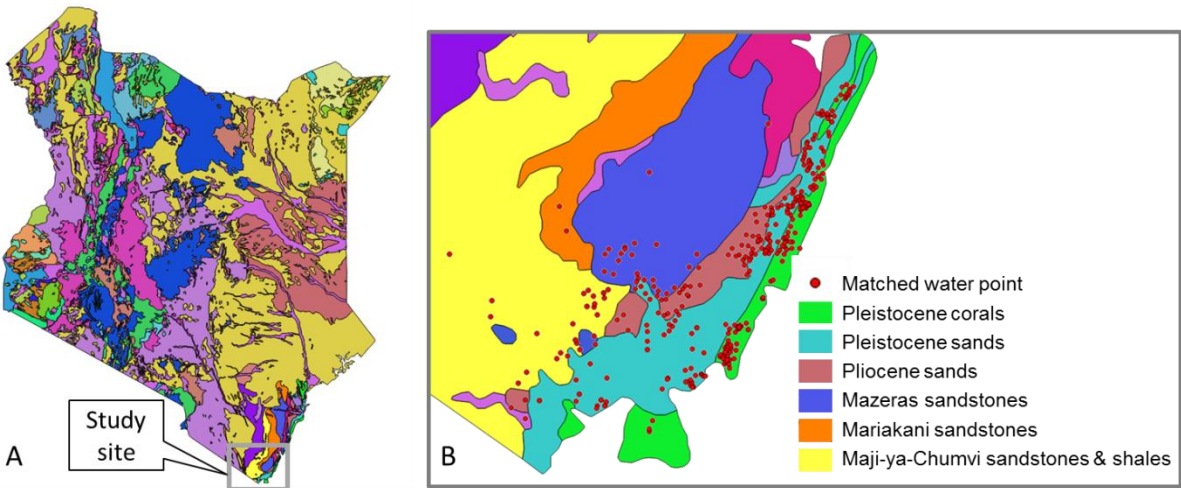 Study
site
A
B
Matched water point
Pleistocene corals
Pleistocene sands
Pliocene sands
Mazeras sandstones
Mariakani sandstones
Maji-ya-Chumvi sandstones & shales